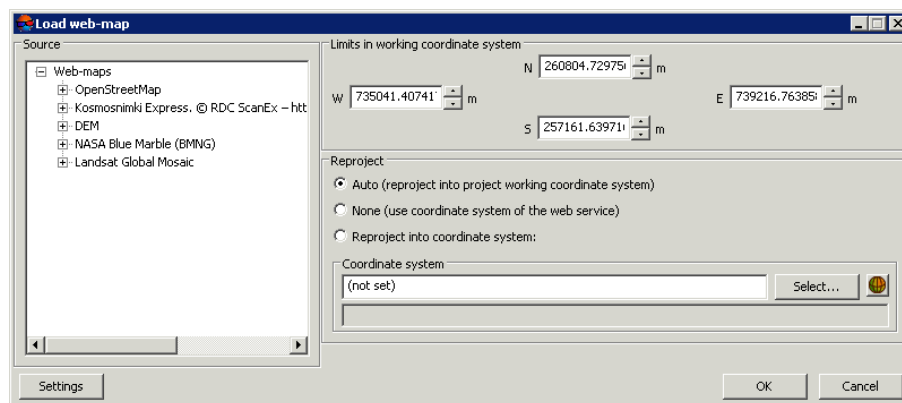 Load web-map
Source
Limits in working coordinate system
Web-maps
OpenStreetMap
Kosmosnimki Express. © RDC ScanEx – htt
DEM
NASA Blue Marble (BMNG)
Landsat Global Mosaic
N 260804.72975 m
W 735041.40741 m
E 739216.76385 m
S 257161.63971 m
Reproject
Auto (reproject into project working coordinate system)
None (use coordinate system of the web service)
Reproject into coordinate system:
Coordinate system
(not set)
Select...
Settings
OK
Cancel